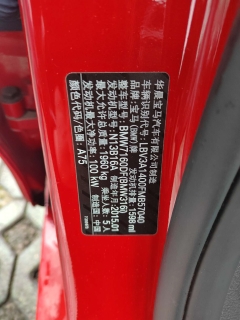 华晨宝马汽车有限公司制造
车辆识别代号: LBV3A1400FMB57040
品牌: 宝马(BMW)牌
整车型号: BMW7160DF(BMW316i)
发动机型号: N13B16A 发动机排量: 1598 ml
发动机最大净功率: 100 kW 乘坐人数: 5人
最大允许总质量: 1960 kg 制造年月: 2015.01
颜色代码/色圈: A75 制造国: 中国